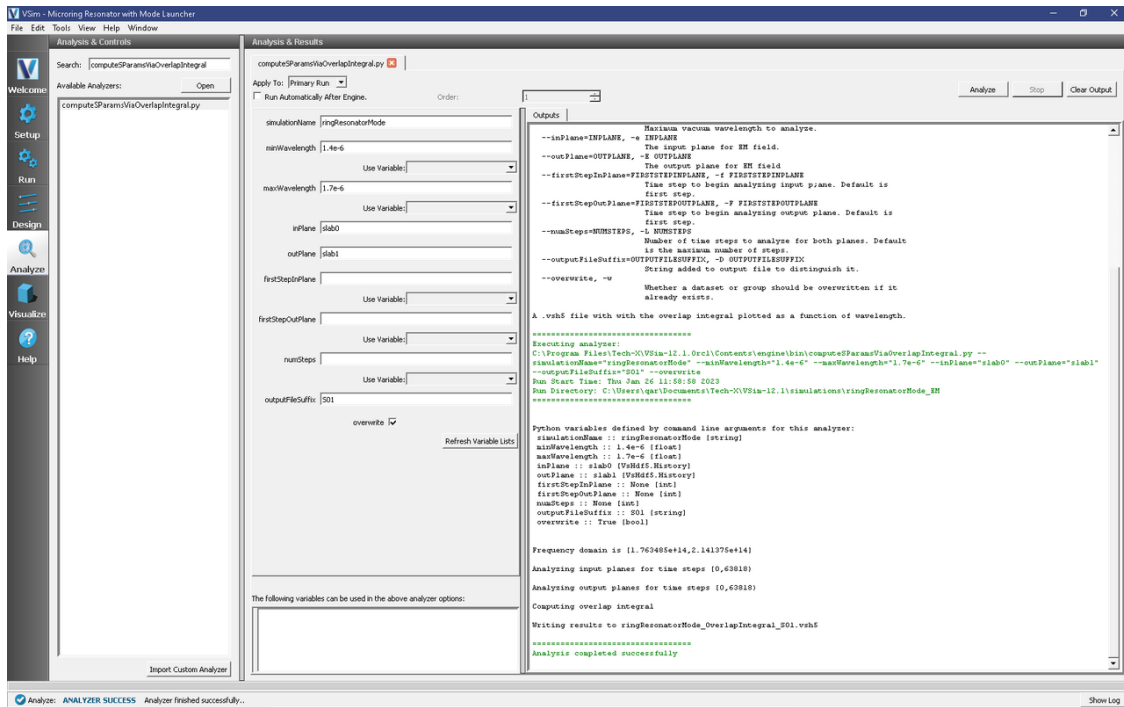 VSim - Microring Resonator with Mode Launcher
File Edit Tools View Help Window
Analysis & Controls
Analysis & Results
Welcome
Setup
Run
Design
Analyze
Visualize
Help
Search: computeSParamsViaOverlapIntegral
Available Analyzers: Open
computeSParamsViaOverlapIntegral.py
Import Custom Analyzer
computeSParamsViaOverlapIntegral.py
Apply To: Primary Run
Run Automatically After Engine. Order: 1
Analyze Stop Clear Output
simulationName ringResonatorMode
minWavelength 1.4e-6
Use Variable:
maxWavelength 1.7e-6
Use Variable:
inPlane slab0
outPlane slab1
firstStepInPlane
Use Variable:
firstStepOutPlane
Use Variable:
numSteps
Use Variable:
outputFileSuffix S01
overwrite
Refresh Variable Lists
The following variables can be used in the above analyzer options:
Outputs
Maximum vacuum wavelength to analyze.
--inPlane=INPLANE, -e INPLANE
The input plane for EM field.
--outPlane=OUTPLANE, -E OUTPLANE
The output plane for EM field
--firstStepInPlane=FIRSTSTEPINPLANE, -f FIRSTSTEPINPLANE
Time step to begin analyzing input p;ane. Default is
first step.
--firstStepOutPlane=FIRSTSTEPOUTPLANE, -F FIRSTSTEPOUTPLANE
Time step to begin analyzing output plane. Default is
first step.
--numSteps=NUMSTEPS, -L NUMSTEPS
Number of time steps to analyze for both planes. Default
is the maximum number of steps.
--outputFileSuffix=OUTPUTFILESUFFIX, -D OUTPUTFILESUFFIX
String added to output file to distinguish it.
--overwrite, -w
Whether a dataset or group should be overwritten if it
already exists.
A .vsh5 file with with the overlap integral plotted as a function of wavelength.
================================
Executing analyzer:
C:\Program Files\Tech-X\VSim-12.1.0rc1\Contents\engine\bin\computeSParamsViaOverlapIntegral.py --
simulationName="ringResonatorMode" --minWavelength="1.4e-6" --maxWavelength="1.7e-6" --inPlane="slab0" --outPlane="slab1"
--outputFileSuffix="S01" --overwrite
Run Start Time: Thu Jan 26 11:58:58 2023
Run Directory: C:\Users\qar\Documents\Tech-X\VSim-12.1\simulations\ringResonatorMode_EM
================================
Python variables defined by command line arguments for this analyzer:
simulationName :: ringResonatorMode [string]
minWavelength :: 1.4e-6 [float]
maxWavelength :: 1.7e-6 [float]
inPlane :: slab0 [VsHdf5.History]
outPlane :: slab1 [VsHdf5.History]
firstStepInPlane :: None [int]
firstStepOutPlane :: None [int]
numSteps :: None [int]
outputFileSuffix :: S01 [string]
overwrite :: True [bool]
Frequency domain is [1.763485e+14,2.141375e+14]
Analyzing input planes for time steps [0,63818)
Analyzing output planes for time steps [0,63818)
Computing overlap integral
Writing results to ringResonatorMode_OverlapIntegral_S01.vsh5
================================
Analysis completed successfully
Analyze: ANALYZER SUCCESS Analyzer finished successfully..
Show Log